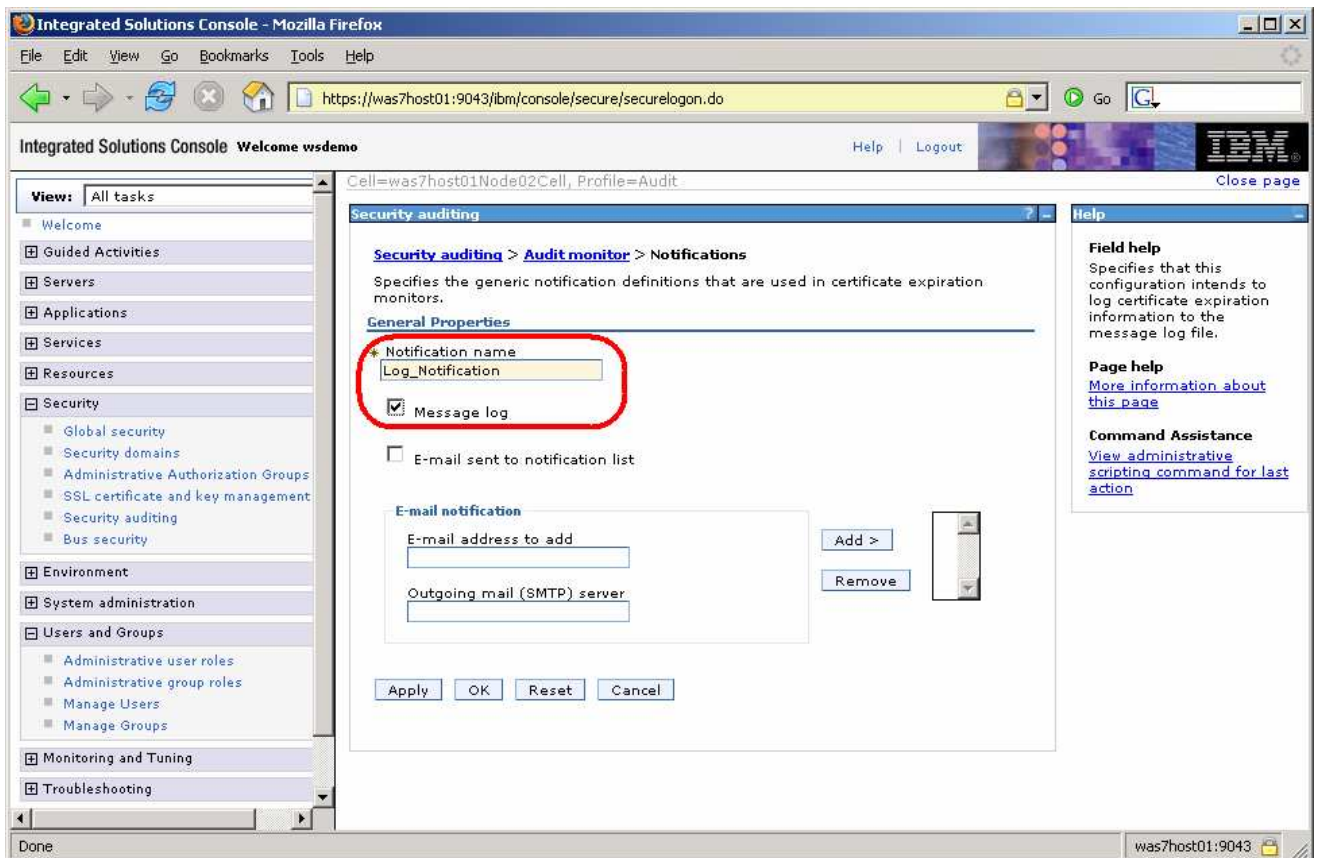 Integrated Solutions Console - Mozilla Firefox
File Edit View Go Bookmarks Tools Help
https://was7host01:9043/ibm/console/secure/securelogon.do
Go
G
Integrated Solutions Console Welcome wsdemo
Help | Logout
IBM
View: All tasks
Welcome
Guided Activities
Servers
Applications
Services
Resources
Security
Global security
Security domains
Administrative Authorization Groups
SSL certificate and key management
Security auditing
Bus security
Environment
System administration
Users and Groups
Administrative user roles
Administrative group roles
Manage Users
Manage Groups
Monitoring and Tuning
Troubleshooting
Cell=was7host01Node02Cell, Profile=Audit
Close page
Security auditing
? -
Security auditing > Audit monitor > Notifications
Specifies the generic notification definitions that are used in certificate expiration
monitors.
General Properties
* Notification name
Log_Notification
Message log
E-mail sent to notification list
E-mail notification
E-mail address to add
Outgoing mail (SMTP) server
Add >
Remove
Apply OK Reset Cancel
Help
Field help
Specifies that this
configuration intends to
log certificate expiration
information to the
message log file.
Page help
More information about
this page
Command Assistance
View administrative
scripting command for last
action
Done
was7host01:9043